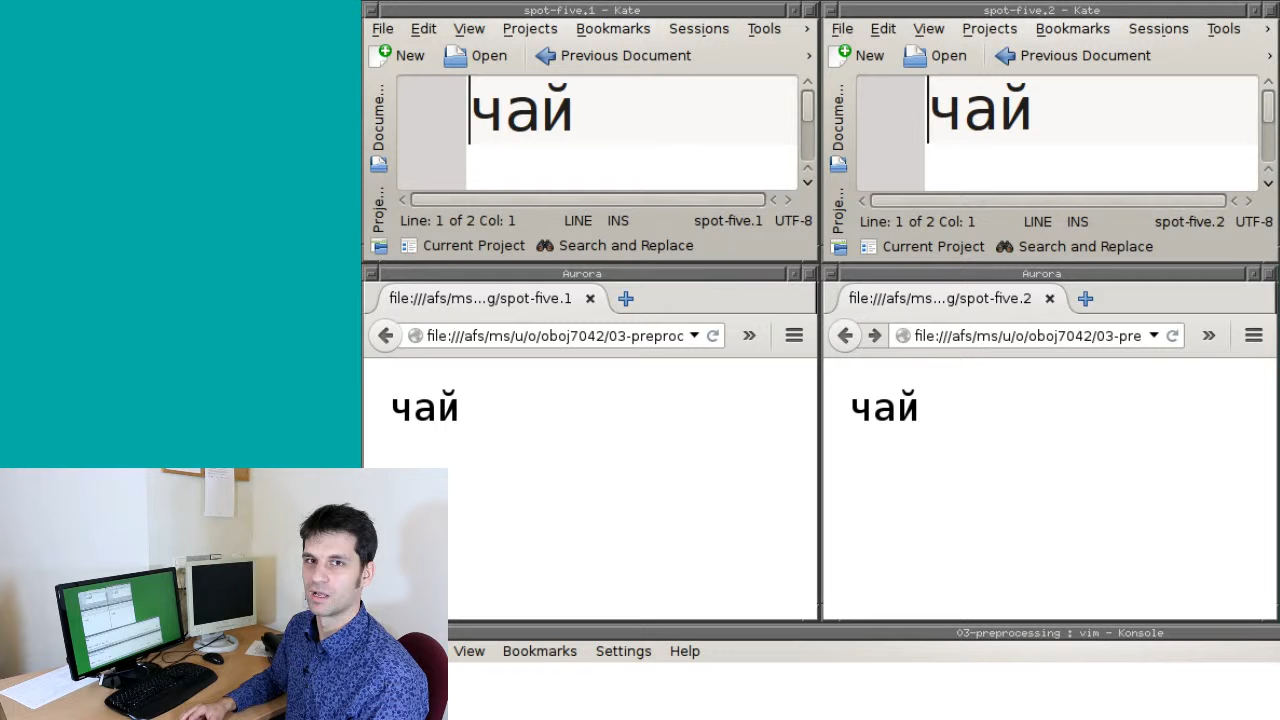 spot-five.1 - Kate
File Edit View Projects Bookmarks Sessions Tools
New Open Previous Document
Docume...
Proje...
чай
Line: 1 of 2 Col: 1 LINE INS spot-five.1 UTF-8
Current Project Search and Replace
spot-five.2 - Kate
File Edit View Projects Bookmarks Sessions Tools
New Open Previous Document
Docume...
Proje...
чай
Line: 1 of 2 Col: 1 LINE INS spot-five.2 UTF-8
Current Project Search and Replace
Aurora
file:///afs/ms...g/spot-five.1
file:///afs/ms/u/o/oboj7042/03-preproc
чай
Aurora
file:///afs/ms...g/spot-five.2
file:///afs/ms/u/o/oboj7042/03-pre
чай
03-preprocessing : vim - Konsole
View Bookmarks Settings Help